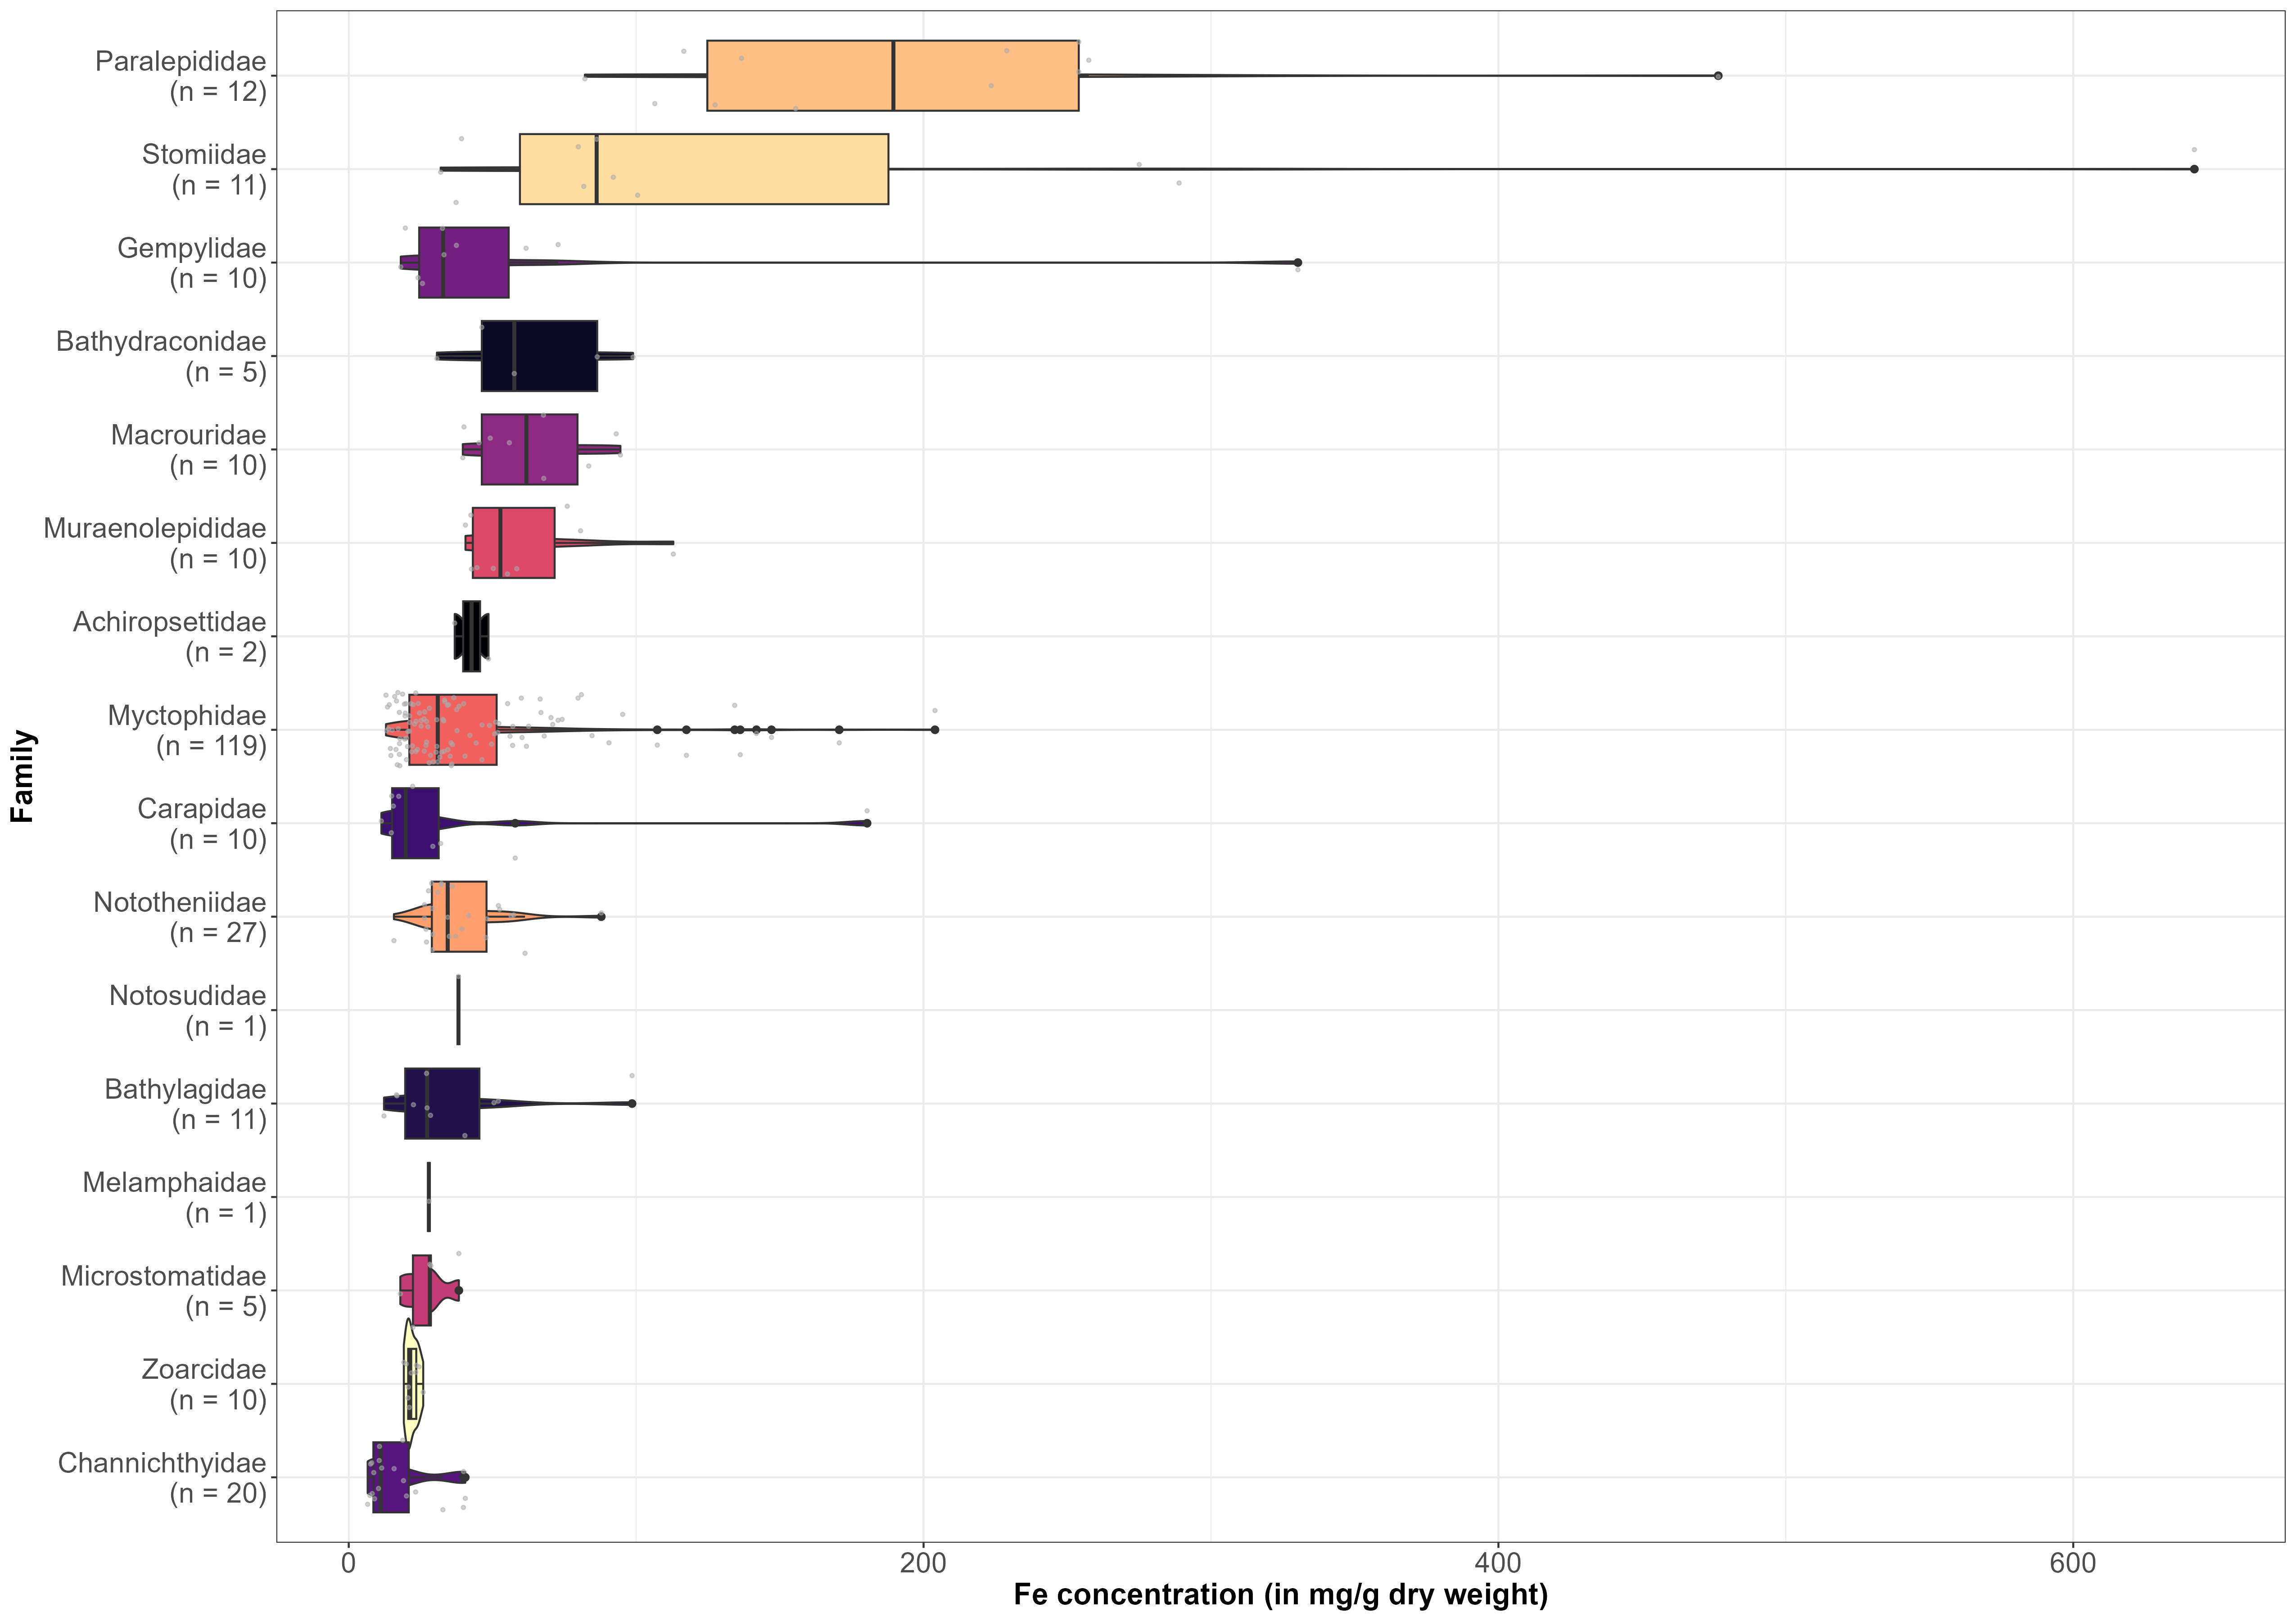 Paralepididae
(n = 12)
Stomiidae
(n = 11)
Gempylidae
(n = 10)
Bathydraconidae
(n = 5)
Macrouridae
(n = 10)
Muraenolepididae
(n = 10)
Achiropsettidae
(n = 2)
Myctophidae
(n = 119)
Carapidae
(n = 10)
Nototheniidae
(n = 27)
Notosudidae
(n = 1)
Bathylagidae
(n = 11)
Melamphaidae
(n = 1)
Microstomatidae
(n = 5)
Zoarcidae
(n = 10)
Channichthyidae
(n = 20)
Family
0 200 400 600
Fe concentration (in mg/g dry weight)